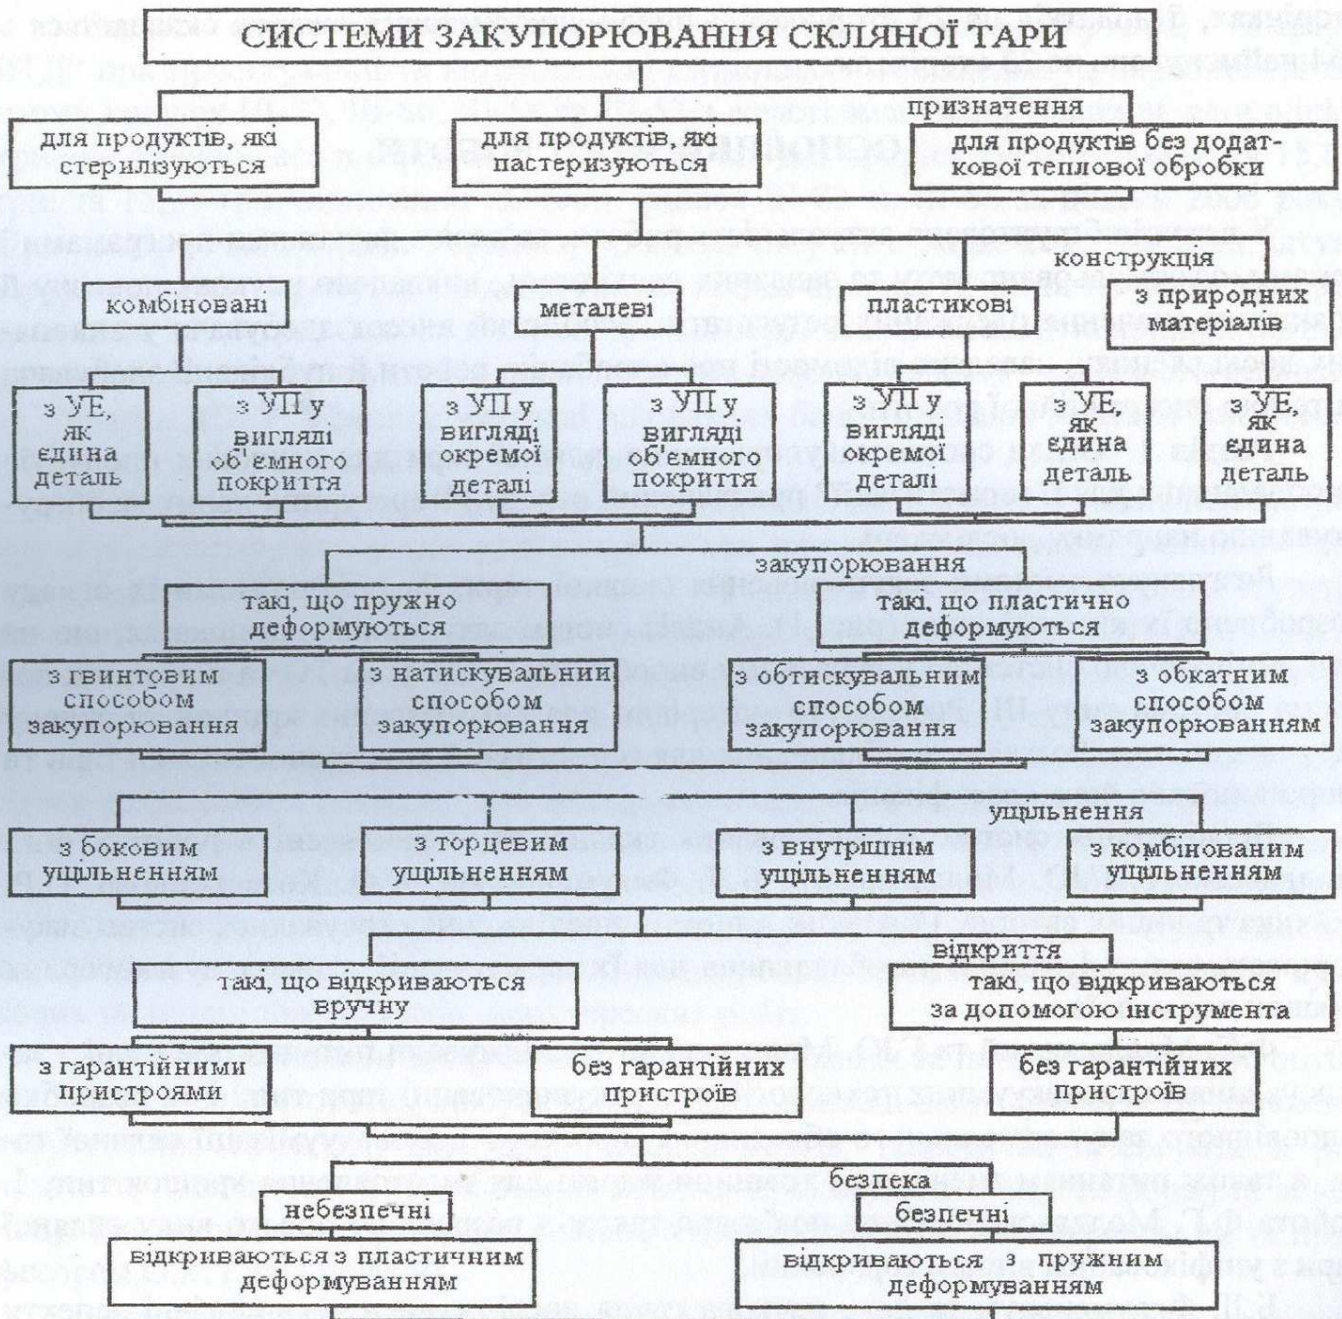 СИСТЕМИ ЗАКУПОРЮВАННЯ СКЛЯНОЇ ТАРИ
призначення
для продуктів, які
стерилізуються
для продуктів, які
пастеризуються
для продуктів без додат-
кової теплової обробки
конструкція
комбіновані
металеві
пластикові
з природних
матеріалів
з УЕ,
як
єдина
деталь
з УП у
вигляді
об'ємного
покриття
з УП у
вигляді
окремої
деталі
з УП у
вигляді
об'ємного
покриття
з УП у
вигляді
окремої
деталі
з УЕ,
як
єдина
деталь
з УЕ,
як
єдина
деталь
закупорювання
такі, що пружно
деформуються
такі, що пластично
деформуються
з гвинтовим
способом
закупорювання
з натискувальним
способом
закупорювання
з обтискувальним
способом
закупорювання
з обкатним
способом
закупорюванням
ущільнення
з боковим
ущільненням
з торцевим
ущільненням
з внутрішнім
ущільненням
з комбінованим
ущільненням
відкриття
такі, що відкриваються
вручну
такі, що відкриваються
за допомогою інструмента
з гарантійними
пристроями
без гарантійних
пристроїв
без гарантійних
пристроїв
безпека
небезпечні
безпечні
відкриваються з пластичним
деформуванням
відкриваються з пружним
деформуванням